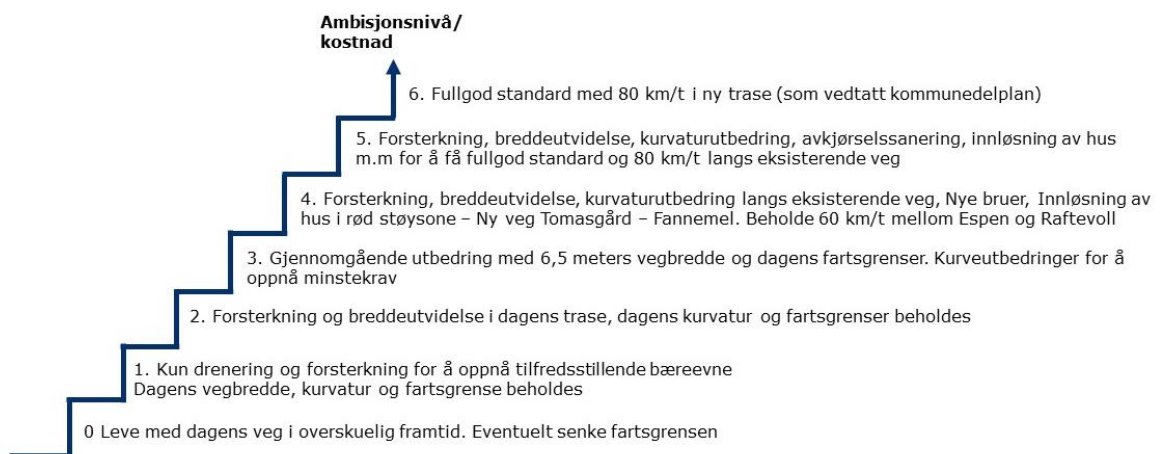 Ambisjonsnivå/
kostnad
6. Fullgod standard med 80 km/t i ny trase (som vedtatt kommunedelplan)
5. Forsterkning, breddeutvidelse, kurvaturutbedring, avkjørselssanering, innløsning av hus
m.m for å få fullgod standard og 80 km/t langs eksisterende veg
4. Forsterkning, breddeutvidelse, kurvaturutbedring langs eksisterende veg, Nye bruer, Innløsning av
hus i rød støysone – Ny veg Tomasgård – Fannemel. Beholde 60 km/t mellom Espen og Raftevoll
3. Gjennomgående utbedring med 6,5 meters vegbredde og dagens fartsgrenser. Kurveutbedringer for å
oppnå minstekrav
2. Forsterkning og breddeutvidelse i dagens trase, dagens kurvatur og fartsgrenser beholdes
1. Kun drenering og forsterkning for å oppnå tilfredsstillende bæreevne
Dagens vegbredde, kurvatur og fartsgrense beholdes
0 Leve med dagens veg i overskuelig framtid. Eventuelt senke fartsgrensen